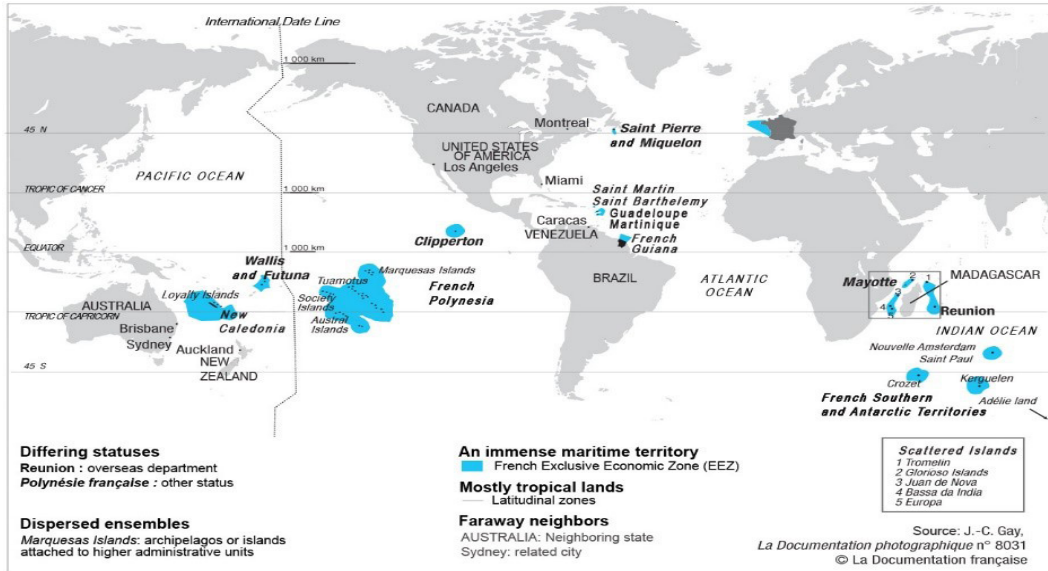 International Date Line
1 000 km
CANADA
Montreal
Saint Pierre
and Miquelon
45 N
UNITED STATES
OF AMERICA
Los Angeles
PACIFIC OCEAN
Miami
TROPIC OF CANCER
1 000 km
Saint Martin
Saint Barthelemy
Guadeloupe
Martinique
Caracas
VENEZUELA
Clipperton
French
Guiana
EQUATOR
1 000 km
Wallis
and Futuna
Marquesas Islands
Tuamotus
French
Polynesia
BRAZIL
ATLANTIC
OCEAN
Mayotte
MADAGASCAR
2
1
3
4
5
Loyally Islands
Society
Islands
AUSTRALIA
New
Caledonia
Reunion
TROPIC OF CAPRICORN
Austral
Islands
Brisbane
INDIAN OCEAN
Sydney
Auckland
NEW
ZEALAND
Nouvelle Amsterdam
Saint Paul
45 S
Crozet
Kerguelen
French Southern
and Antarctic Territories
Adélie land
Differing statuses
Reunion : overseas department
Polynésie française : other status
Dispersed ensembles
Marquesas Islands: archipelagos or islands
attached to higher administrative units
An immense maritime territory
French Exclusive Economic Zone (EEZ)
Mostly tropical lands
Latitudinal zones
Faraway neighbors
AUSTRALIA: Neighboring state
Sydney: related city
Scattered Islands
1 Tromelin
2 Glorioso Islands
3 Juan de Nova
4 Bassa da India
5 Europa
Source: J.-C. Gay,
La Documentation photographique n° 8031
© La Documentation française